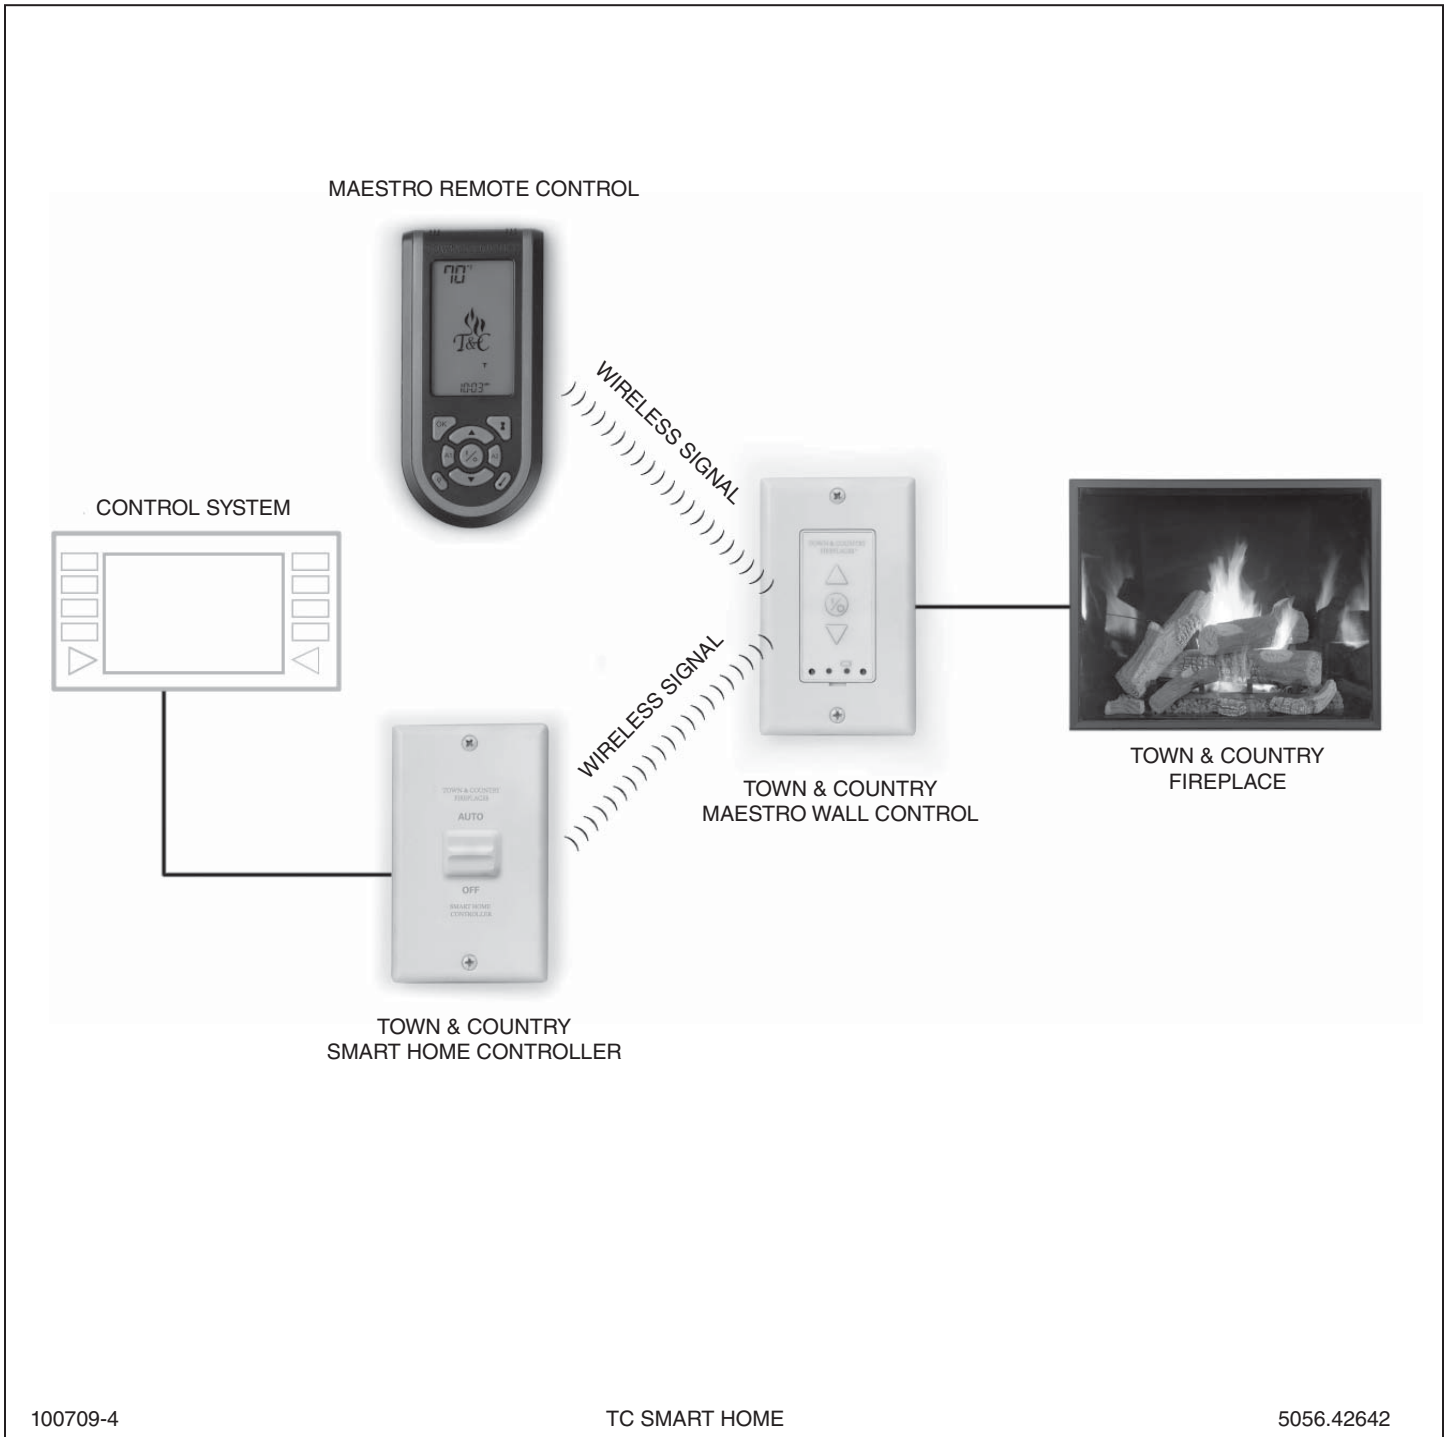 MAESTRO REMOTE CONTROL
70°
T&C
T
10:03
OK
WIRELESS SIGNAL
CONTROL SYSTEM
TOWN & COUNTRY
FIREPLACES
WIRELESS SIGNAL
TOWN & COUNTRY
FIREPLACE
TOWN & COUNTRY
MAESTRO WALL CONTROL
TOWN & COUNTRY
FIREPLACES
AUTO
OFF
SMART HOME
CONTROLLER
TOWN & COUNTRY
SMART HOME CONTROLLER
100709-4
TC SMART HOME
5056.42642